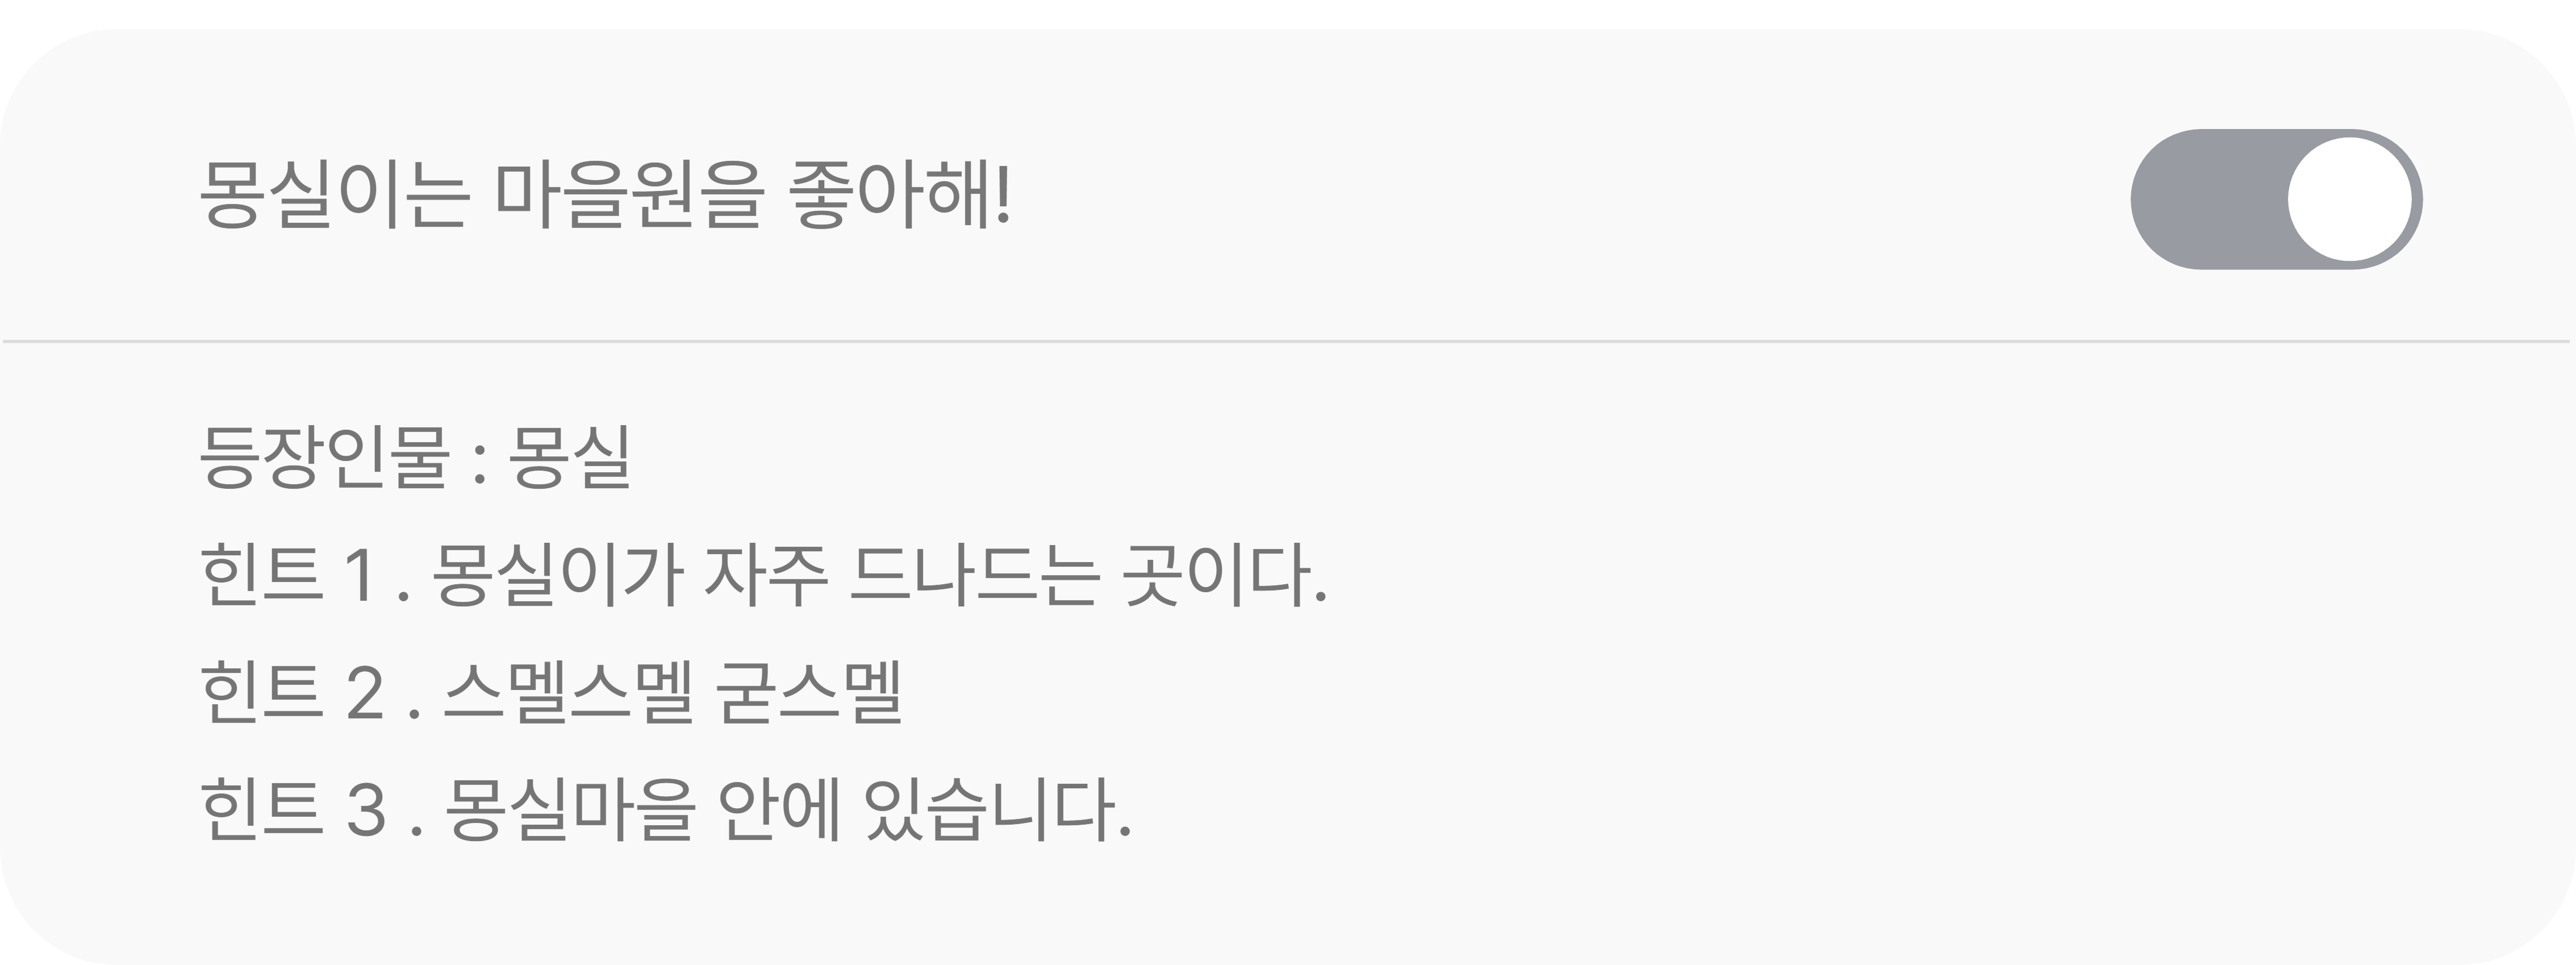 몽실이는 마을원을 좋아해!
등장인물 : 몽실
힌트 1 . 몽실이가 자주 드나드는 곳이다.
힌트 2 . 스멜스멜 굳스멜
힌트 3 . 몽실마을 안에 있습니다.